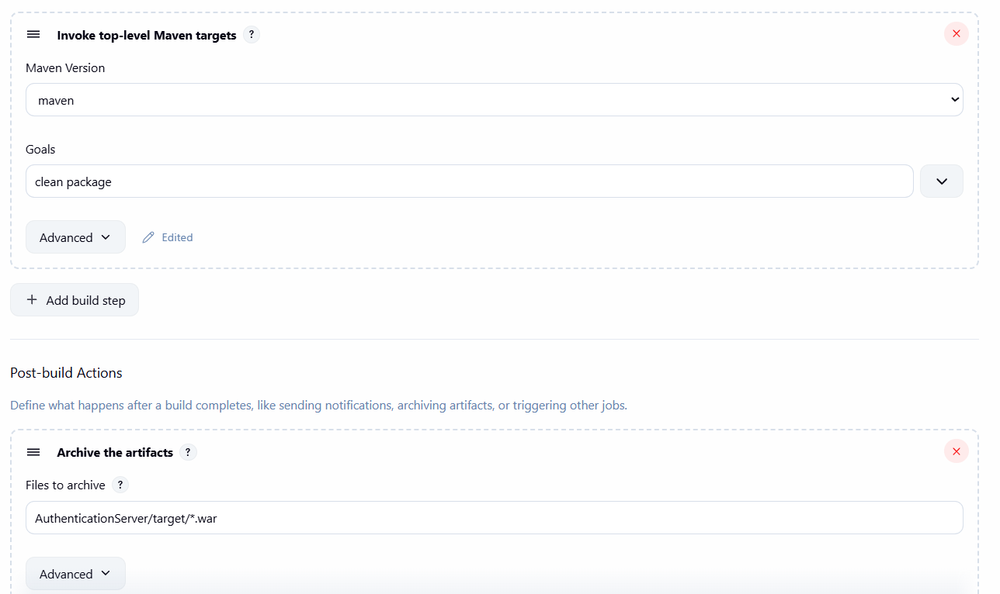 Invoke top-level Maven targets ?
Maven Version
maven
Goals
clean package
Advanced
Edited
Add build step
Post-build Actions
Define what happens after a build completes, like sending notifications, archiving artifacts, or triggering other jobs.
Archive the artifacts ?
Files to archive ?
AuthenticationServer/target/*.war
Advanced